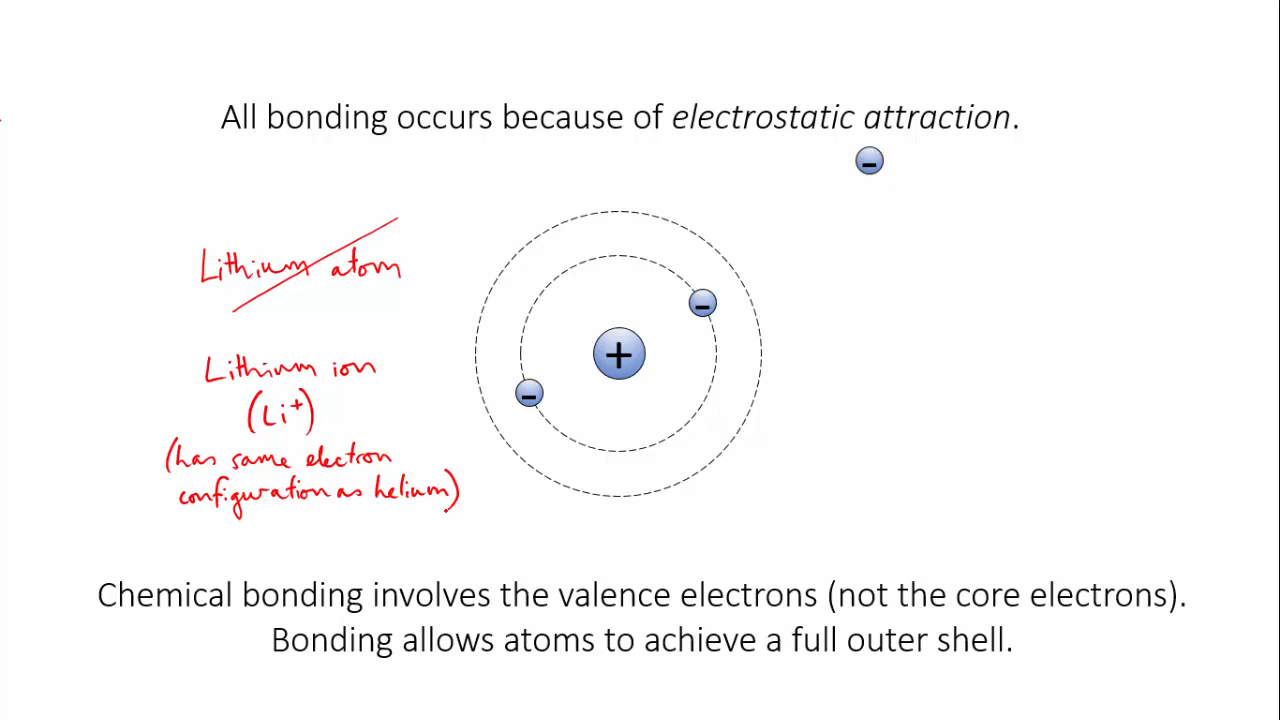 All bonding occurs because of electrostatic attraction.
-
Lithium atom
-
+
Lithium ion
(Li⁺)
-
(has same electron
configuration as helium)
Chemical bonding involves the valence electrons (not the core electrons).
Bonding allows atoms to achieve a full outer shell.